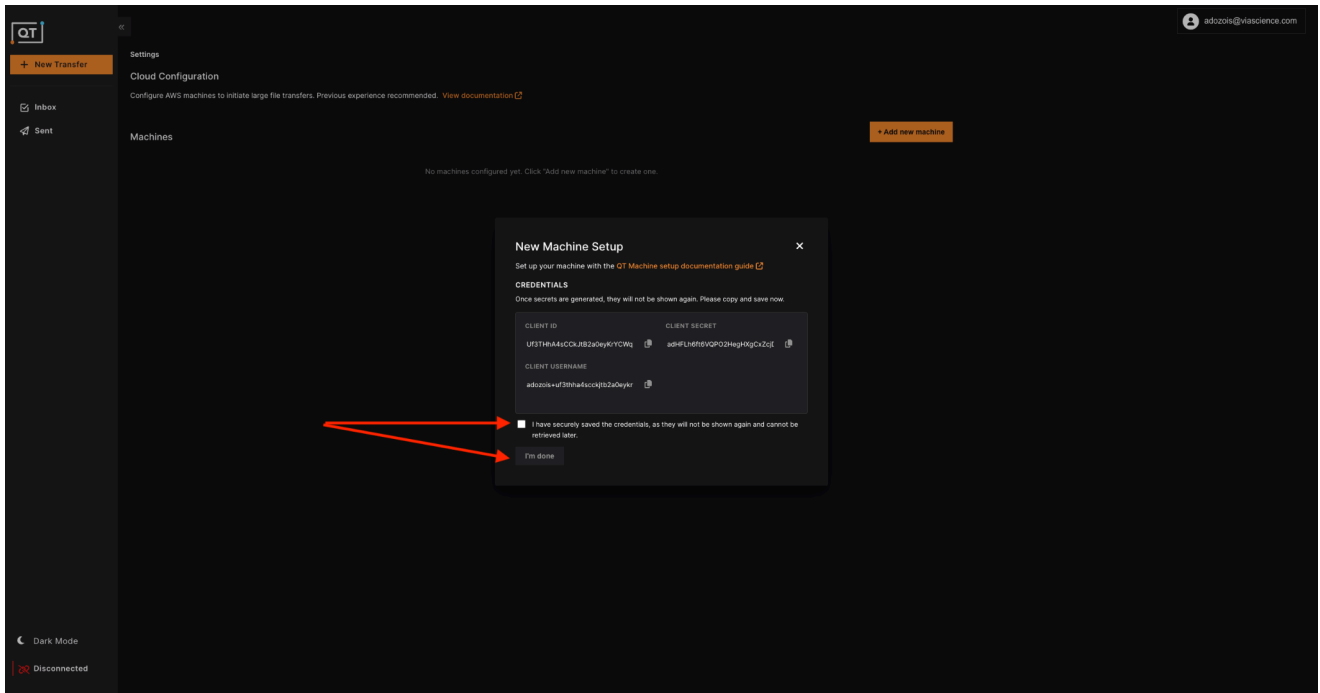 QT
«
adozois@viascience.com
+ New Transfer
Inbox
Sent
Settings
Cloud Configuration
Configure AWS machines to initiate large file transfers. Previous experience recommended. View documentation
Machines
+ Add new machine
No machines configured yet. Click "Add new machine" to create one.
New Machine Setup
Set up your machine with the QT Machine setup documentation guide
CREDENTIALS
Once secrets are generated, they will not be shown again. Please copy and save now.
CLIENT ID CLIENT SECRET
CLIENT USERNAME
I have securely saved the credentials, as they will not be shown again and cannot be
retrieved later.
I'm done
Dark Mode
Disconnected